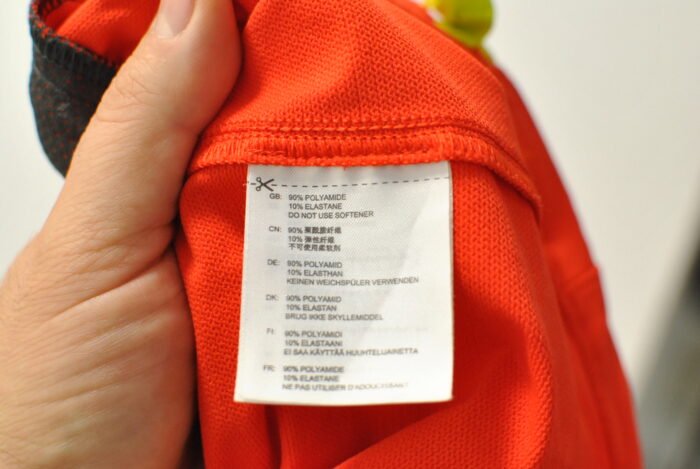 GB: 90% POLYAMIDE
10% ELASTANE
DO NOT USE SOFTENER
CN: 90% 聚酰胺纤维
10% 弹性纤维
不可使用柔软剂
DE: 90% POLYAMID
10% ELASTHAN
KEINEN WEICHSPÜLER VERWENDEN
DK: 90% POLYAMID
10% ELASTAN
BRUG IKKE SKYLLEMIDDEL
FI: 90% POLYAMIDI
10% ELASTAANI
EI SAA KÄYTTÄÄ HUUHTELUAINETTA
FR: 90% POLYAMIDE
10% ELASTANE
NE PAS UTILISER D'ADOUCISSANT